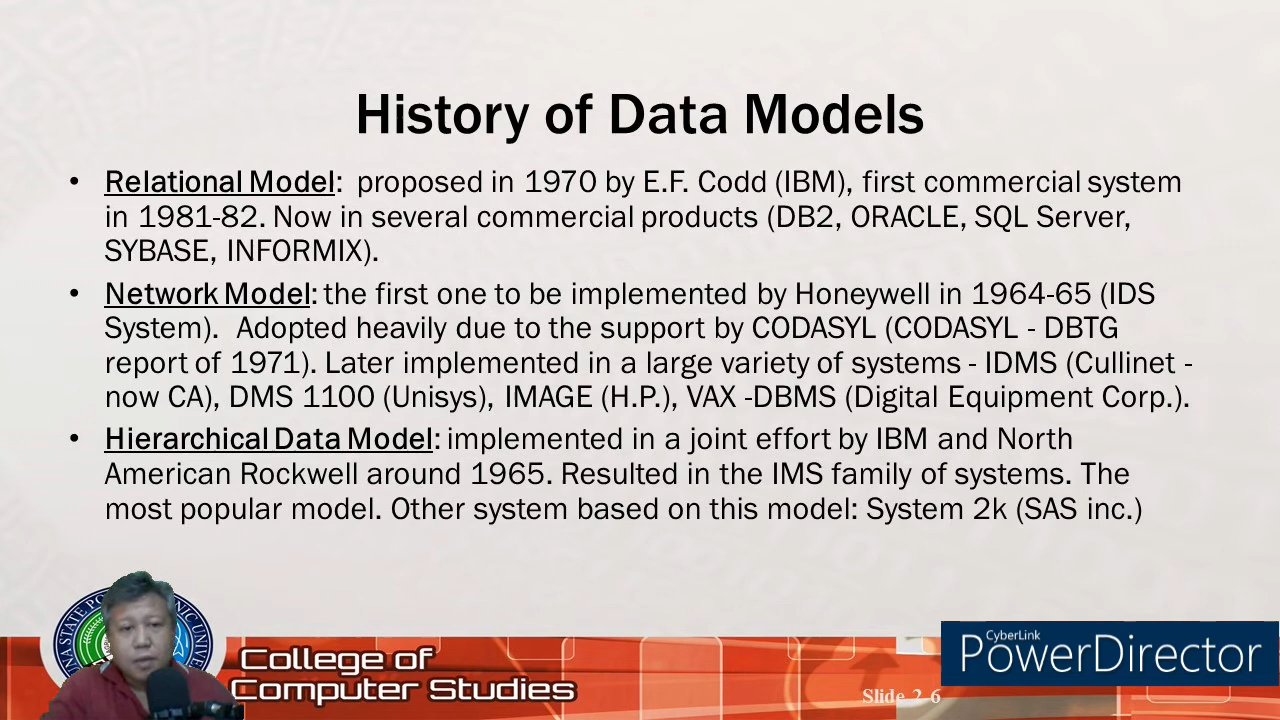 History of Data Models
• Relational Model:  proposed in 1970 by E.F. Codd (IBM), first commercial system
in 1981-82. Now in several commercial products (DB2, ORACLE, SQL Server,
SYBASE, INFORMIX).
• Network Model: the first one to be implemented by Honeywell in 1964-65 (IDS
System).  Adopted heavily due to the support by CODASYL (CODASYL - DBTG
report of 1971). Later implemented in a large variety of systems - IDMS (Cullinet -
now CA), DMS 1100 (Unisys), IMAGE (H.P.), VAX -DBMS (Digital Equipment Corp.).
• Hierarchical Data Model: implemented in a joint effort by IBM and North
American Rockwell around 1965. Resulted in the IMS family of systems. The
most popular model. Other system based on this model: System 2k (SAS inc.)
College of
Computer Studies
Slide 2-6
CyberLink
PowerDirector